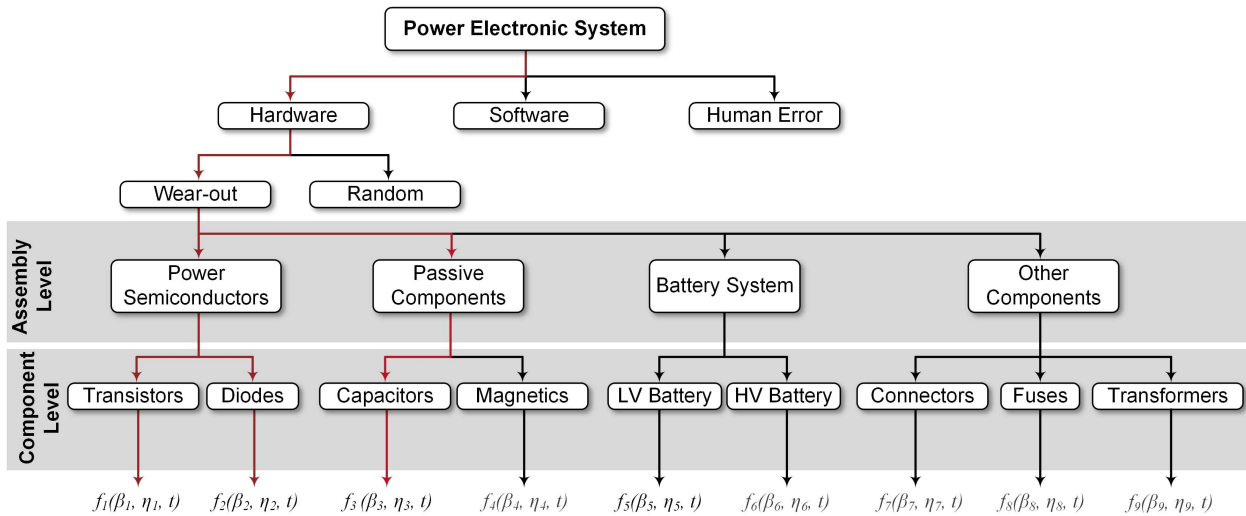 Power Electronic System
Hardware
Software
Human Error
Wear-out
Random
Assembly
Level
Power
Semiconductors
Passive
Components
Battery System
Other
Components
Component
Level
Transistors
Diodes
Capacitors
Magnetics
LV Battery
HV Battery
Connectors
Fuses
Transformers
f₁(β₁, η₁, t)
f₂(β₂, η₂, t)
f₃ (β₃, η₃, t)
f₄(β₄, η₄, t)
f₅(β₅, η₅, t)
f₆(β₆, η₆, t)
f₇(β₇, η₇, t)
f₈(β₈, η₈, t)
f₉(β₉, η₉, t)